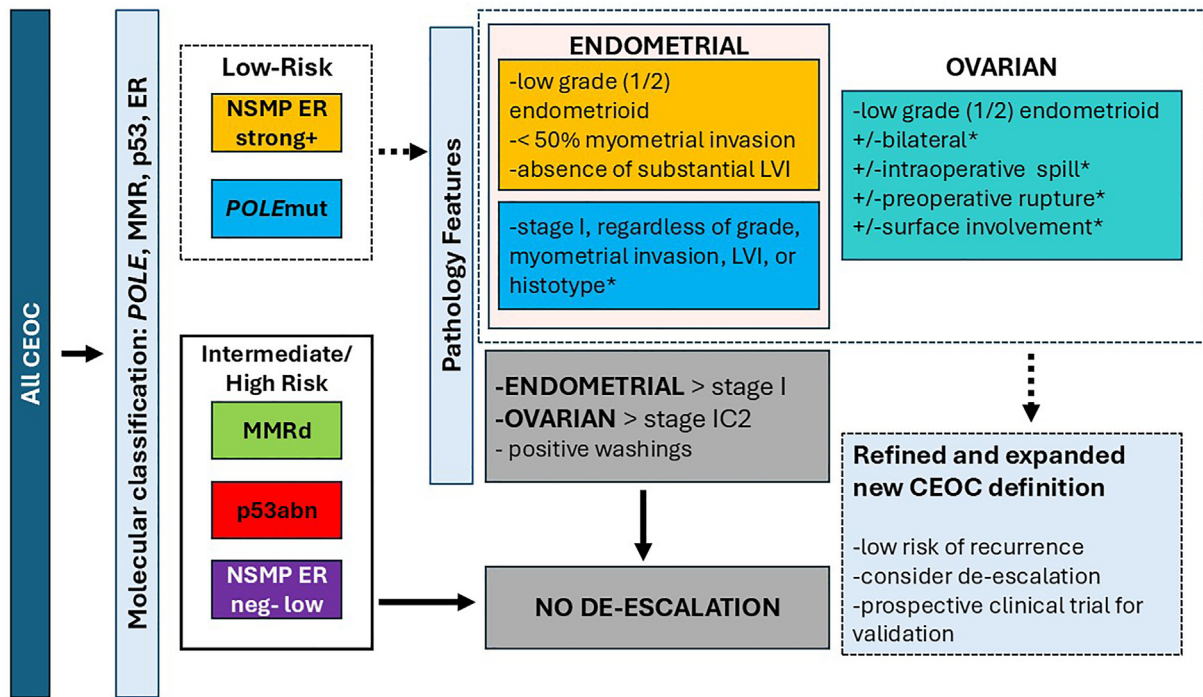 All CEOC
Molecular classification: POLE, MMR, p53, ER
Low-Risk
NSMP ER
strong+
POLEmut
Intermediate/
High Risk
MMRd
p53abn
NSMP ER
neg- low
Pathology Features
ENDOMETRIAL
-low grade (1/2)
endometrioid
-< 50% myometrial invasion
-absence of substantial LVI
-stage I, regardless of grade,
myometrial invasion, LVI, or
histotype*
OVARIAN
-low grade (1/2) endometrioid
+/-bilateral*
+/-intraoperative spill*
+/-preoperative rupture*
+/-surface involvement*
-ENDOMETRIAL > stage I
-OVARIAN > stage IC2
- positive washings
NO DE-ESCALATION
Refined and expanded
new CEOC definition
-low risk of recurrence
-consider de-escalation
-prospective clinical trial for
validation